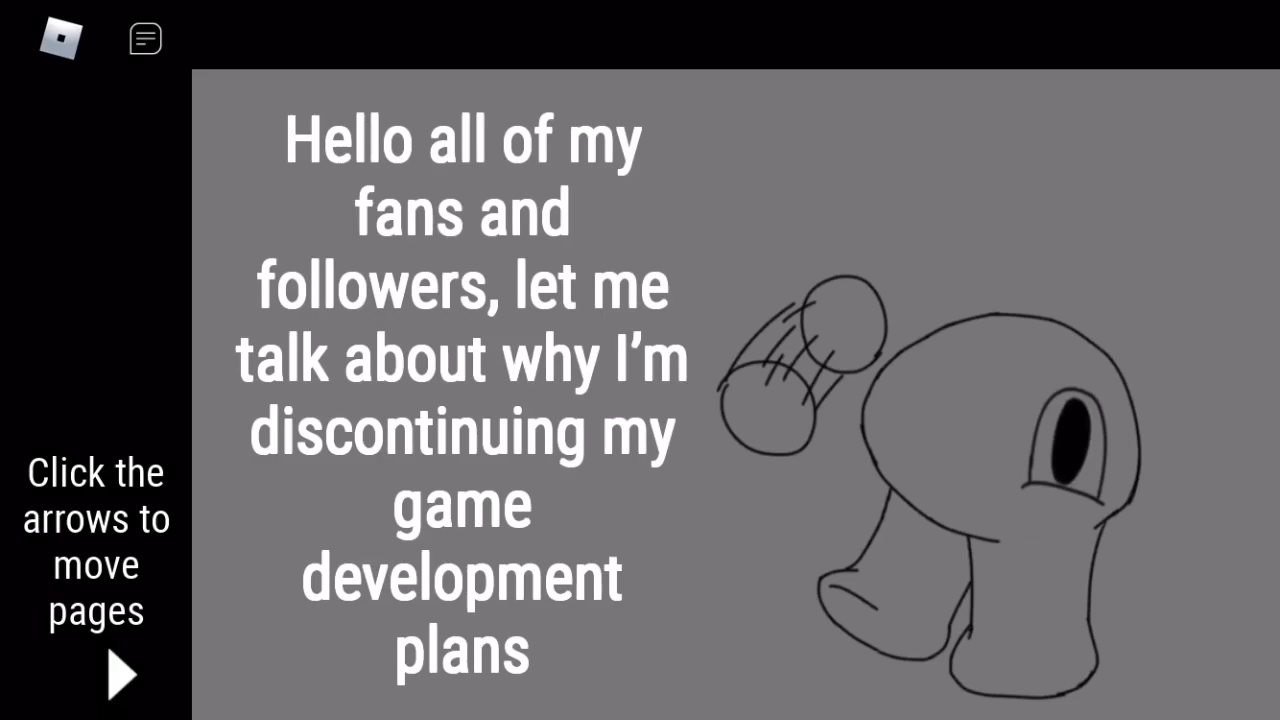 Hello all of my
fans and
followers, let me
talk about why I’m
discontinuing my
game
development
plans
Click the
arrows to
move
pages